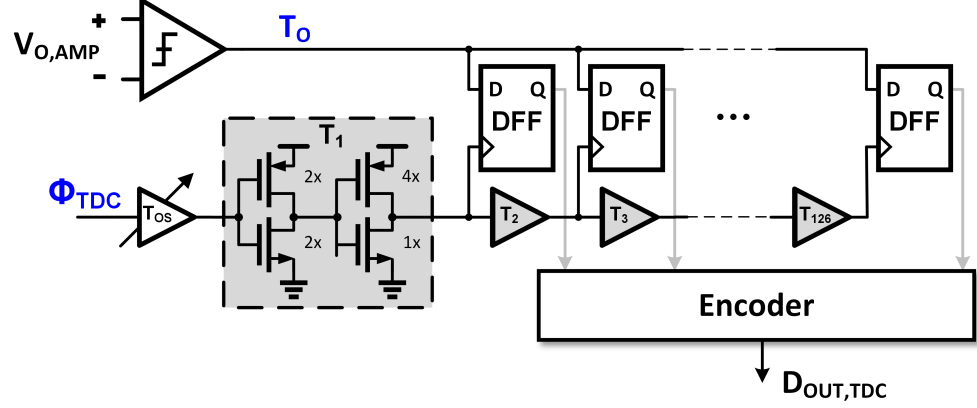 +
V_O,AMP
-
T_O
D Q
DFF
D Q
DFF
...
D Q
DFF
T_1
2x
4x
2x
1x
Φ_TDC
T_OS
T_2
T_3
T_126
Encoder
D_OUT,TDC